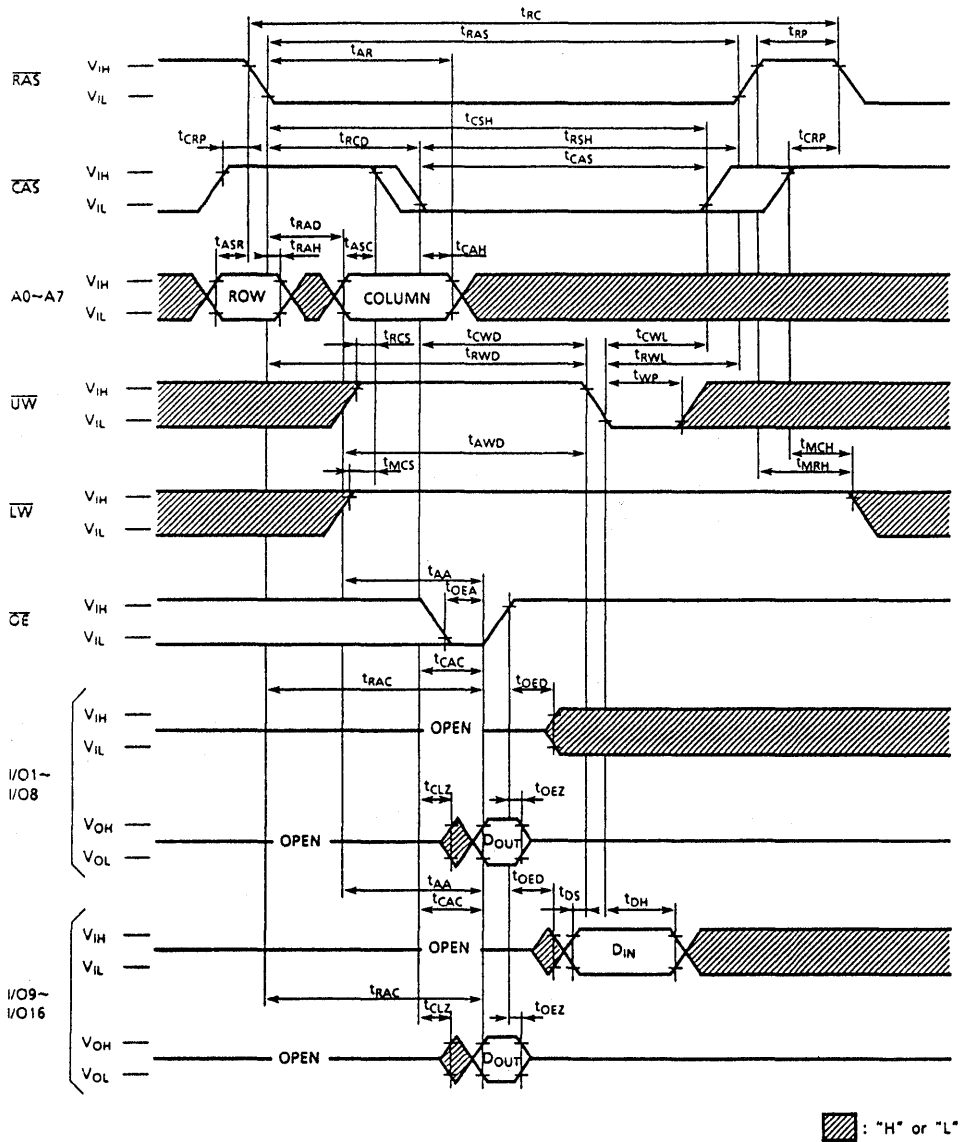 tRC
tRAS
tRP
tAR
RAS
VIH
VIL
tCSH
tCRP
tRCD
tRSH
tCRP
tCAS
CAS
VIH
VIL
tRAD
tASR
tRAH
tASC
tCAH
A0~A7
VIH
VIL
ROW
COLUMN
tRCS
tCWD
tCWL
tRWD
tRWL
tWP
UW
VIH
VIL
tAWD
tMCH
tMCS
tMRH
LW
VIH
VIL
tAA
tOEA
OE
VIH
VIL
tCAC
tRAC
tOED
VIH
VIL
OPEN
I/O1~
I/O8
tCLZ
tOEZ
VOH
VOL
OPEN
DOUT
tAA
tOED
tCAC
tDS
tDH
VIH
VIL
OPEN
DIN
I/O9~
I/O16
tRAC
tCLZ
tOEZ
VOH
VOL
OPEN
DOUT
: "H" or "L"